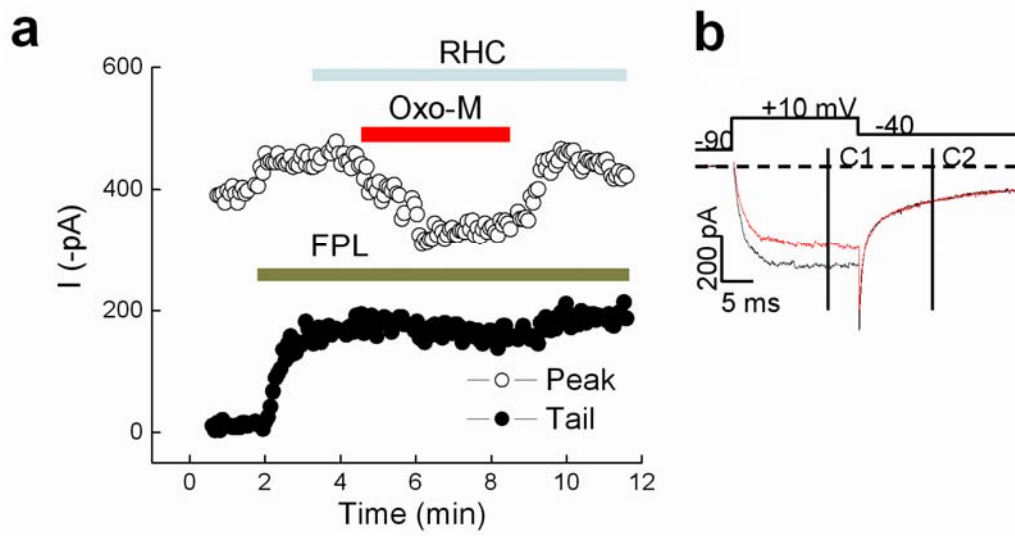 a
600
400
200
0
I (-pA)
RHC
Oxo-M
FPL
Peak
Tail
0 2 4 6 8 10 12
Time (min)
b
+10 mV
-90
-40
C1 C2
200 pA
5 ms